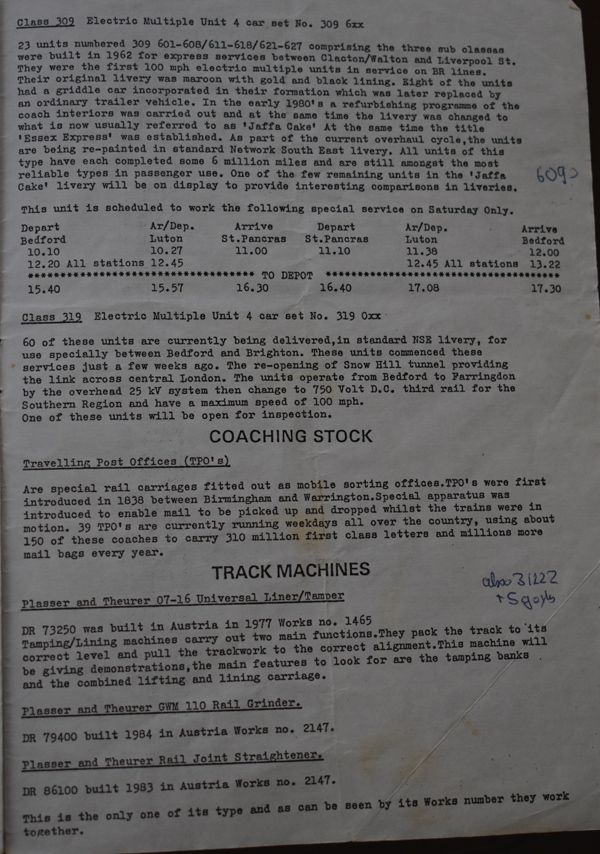 Class 309 Electric Multiple Unit 4 car set No. 309 6xx
23 units numbered 309 601-608/611-618/621-627 comprising the three sub classes
were built in 1962 for express services between Clacton/Walton and Liverpool St.
They were the first 100 mph electric multiple units in service on BR lines.
Their original livery was maroon with gold and black lining. Eight of the units
had a griddle car incorporated in their formation which was later replaced by
an ordinary trailer vehicle. In the early 1980's a refurbishing programme of the
coach interiors was carried out and at the same time the livery was changed to
what is now usually referred to as 'Jaffa Cake' At the same time the title
'Essex Express' was established. As part of the current overhaul cycle,the units
are being re-painted in standard Network South East livery. All units of this
type have each completed some 6 million miles and are still amongst the most
reliable types in passenger use. One of the few remaining units in the 'Jaffa
Cake' livery will be on display to provide interesting comparisons in liveries.
This unit is scheduled to work the following special service on Saturday Only.
Depart Ar/Dep. Arrive Depart Ar/Dep. Arrive
Bedford Luton St.Pancras St.Pancras Luton Bedford
10.10 10.27 11.00 11.10 11.38 12.00
12.20 All stations 12.45 12.45 All stations 13.22
*********************************** TO DEPOT ************************************
15.40 15.57 16.30 16.40 17.08 17.30
Class 319 Electric Multiple Unit 4 car set No. 319 0xx
60 of these units are currently being delivered,in standard NSE livery, for
use specially between Bedford and Brighton. These units commenced these
services just a few weeks ago. The re-opening of Snow Hill tunnel providing
the link across central London. The units operate from Bedford to Farringdon
by the overhead 25 kV system then change to 750 Volt D.C. third rail for the
Southern Region and have a maximum speed of 100 mph.
One of these units will be open for inspection.
COACHING STOCK
Travelling Post Offices (TPO's)
Are special rail carriages fitted out as mobile sorting offices.TPO's were first
introduced in 1838 between Birmingham and Warrington.Special apparatus was
introduced to enable mail to be picked up and dropped whilst the trains were in
motion. 39 TPO's are currently running weekdays all over the country, using about
150 of these coaches to carry 310 million first class letters and millions more
mail bags every year.
TRACK MACHINES
also 31222
Plasser and Theurer 07-16 Universal Liner/Tamper
DR 73250 was built in Austria in 1977 Works no. 1465
Tamping/Lining machines carry out two main functions.They pack the track to its
correct level and pull the trackwork to the correct alignment.This machine will
be giving demonstrations,the main features to look for are the tamping banks
and the combined lifting and lining carriage.
Plasser and Theurer GWM 110 Rail Grinder.
DR 79400 built 1984 in Austria Works no. 2147.
Plasser and Theurer Rail Joint Straightener.
DR 86100 built 1983 in Austria Works no. 2147.
This is the only one of its type and as can be seen by its Works number they work
together.